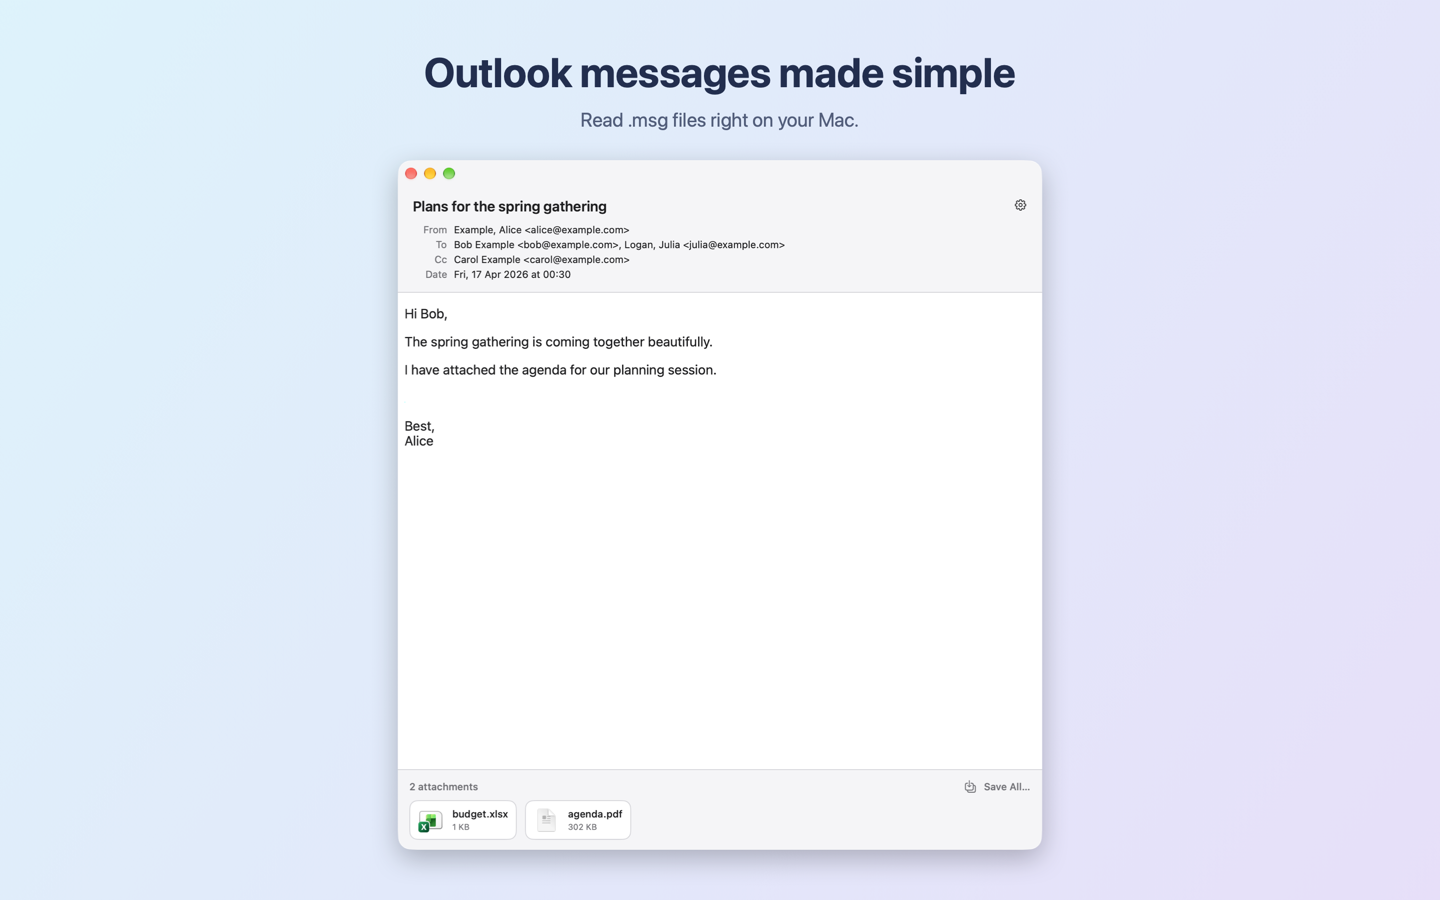 Outlook messages made simple
Read .msg files right on your Mac.
Plans for the spring gathering
From Example, Alice <alice@example.com>
To Bob Example <bob@example.com>, Logan, Julia <julia@example.com>
Cc Carol Example <carol@example.com>
Date Fri, 17 Apr 2026 at 00:30
Hi Bob,
The spring gathering is coming together beautifully.
I have attached the agenda for our planning session.
Best,
Alice
2 attachments
Save All...
budget.xlsx
1 KB
agenda.pdf
302 KB